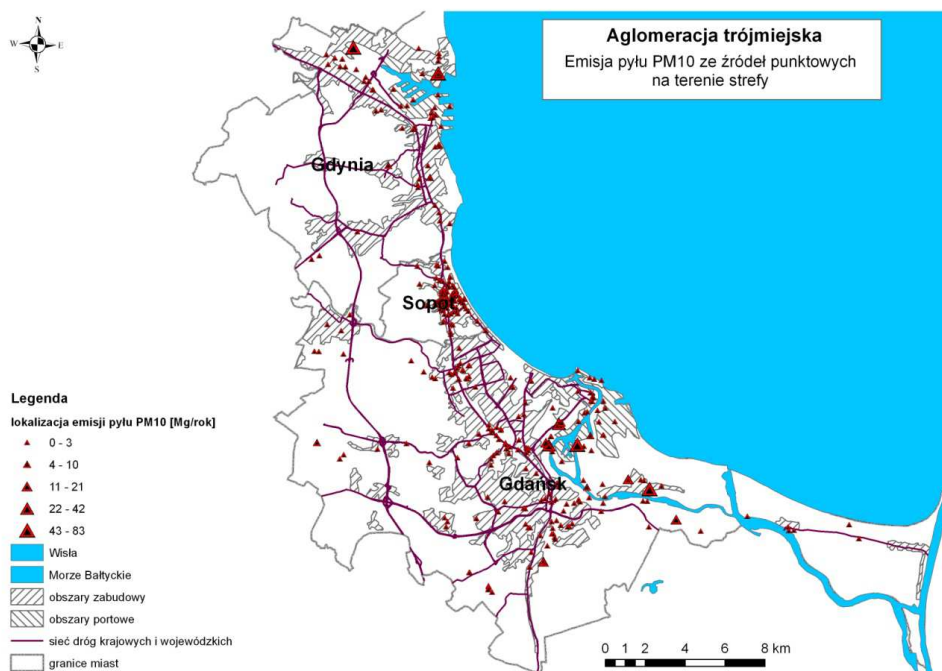 N
W E
S
Aglomeracja trójmiejska
Emisja pyłu PM10 ze źródeł punktowych
na terenie strefy
Gdynia
Sopot
Gdańsk
Legenda
lokalizacja emisji pyłu PM10 [Mg/rok]
0 - 3
4 - 10
11 - 21
22 - 42
43 - 83
Wisła
Morze Bałtyckie
obszary zabudowy
obszary portowe
sieć dróg krajowych i wojewódzkich
granice miast
0 1 2 4 6 8 km